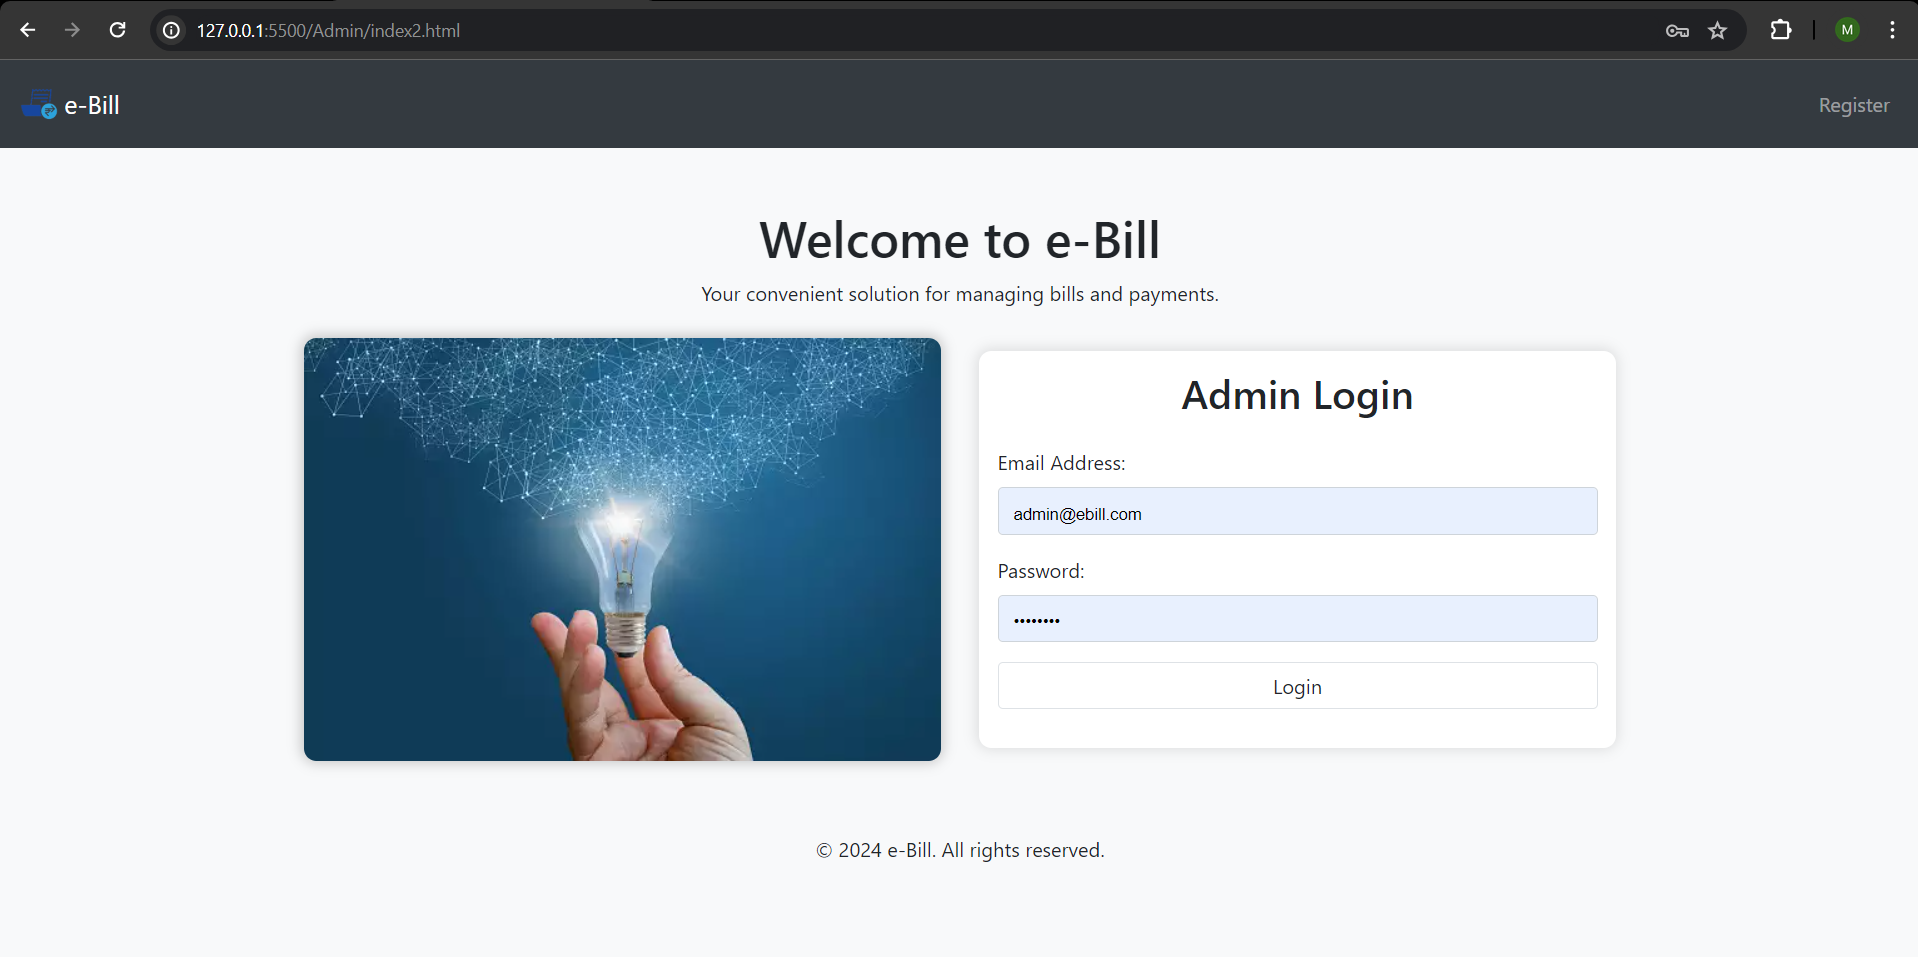 127.0.0.1:5500/Admin/index2.html
M
e-Bill
Register
Welcome to e-Bill
Your convenient solution for managing bills and payments.
Admin Login
Email Address:
admin@ebill.com
Password:
••••••••
Login
© 2024 e-Bill. All rights reserved.